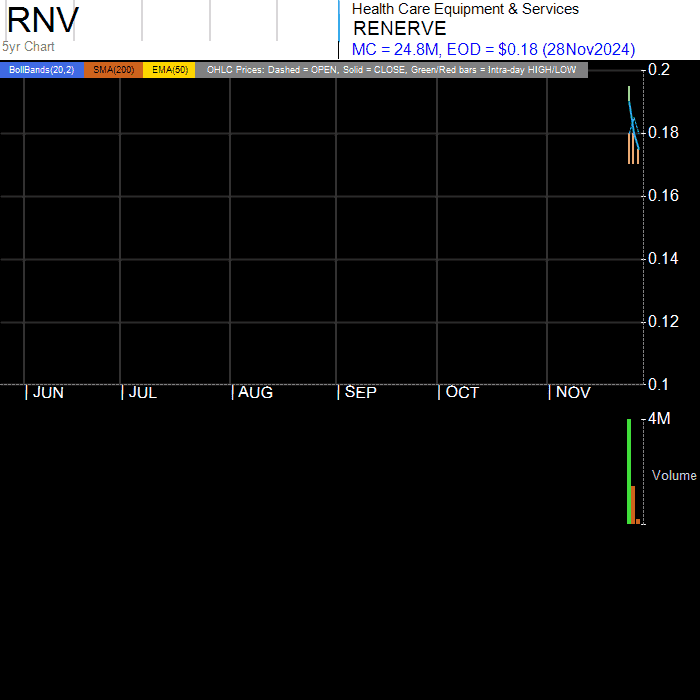 RNV
5yr Chart
Health Care Equipment & Services
RENERVE
MC = 24.8M, EOD = $0.18 (28Nov2024)
BollBands(20,2) SMA(200) EMA(50) OHLC Prices: Dashed = OPEN, Solid = CLOSE, Green/Red bars = Intra-day HIGH/LOW
0.2
0.18
0.16
0.14
0.12
0.1
JUN JUL AUG SEP OCT NOV
4M
Volume